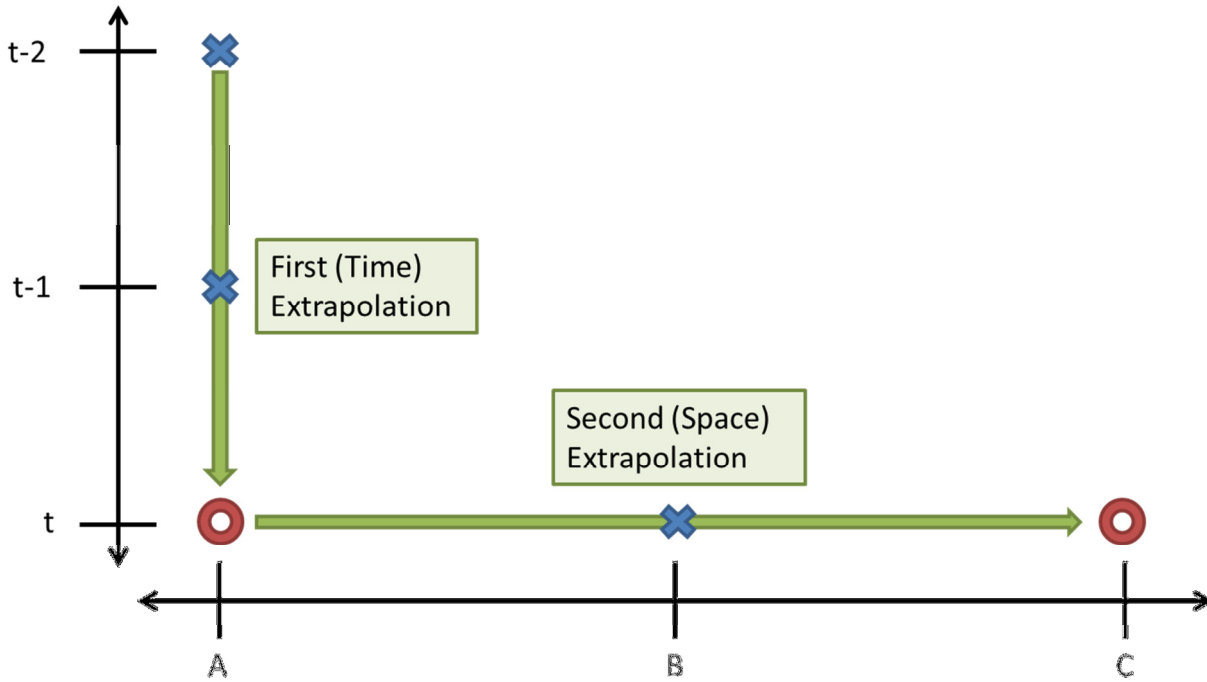 t-2
t-1
First (Time)
Extrapolation
Second (Space)
Extrapolation
t
A
B
C